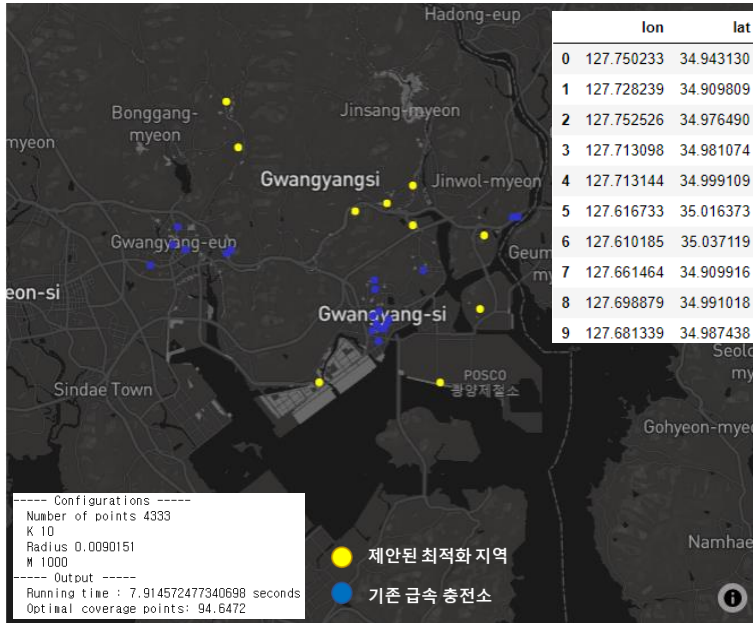 Hadong-eup
Jinsang-myeon
Bonggang-
myeon
myeon
Gwangyangsi
Jinwol-myeon
Gwangyang-eup
Geum
my
eon-si
Gwangyang-si
Sindae Town
POSCO
광양제철소
Seolc
my
Gohyeon-myeo
Namhae
lon lat
0 127.750233 34.943130
1 127.728239 34.909809
2 127.752526 34.976490
3 127.713098 34.981074
4 127.713144 34.999109
5 127.616733 35.016373
6 127.610185 35.037119
7 127.661464 34.909916
8 127.698879 34.991018
9 127.681339 34.987438
----- Configurations -----
Number of points 4333
K 10
Radius 0.0090151
M 1000
----- Output -----
Running time : 7.914572477340698 seconds
Optimal coverage points: 94.6472
제안된 최적화 지역
기존 급속 충전소